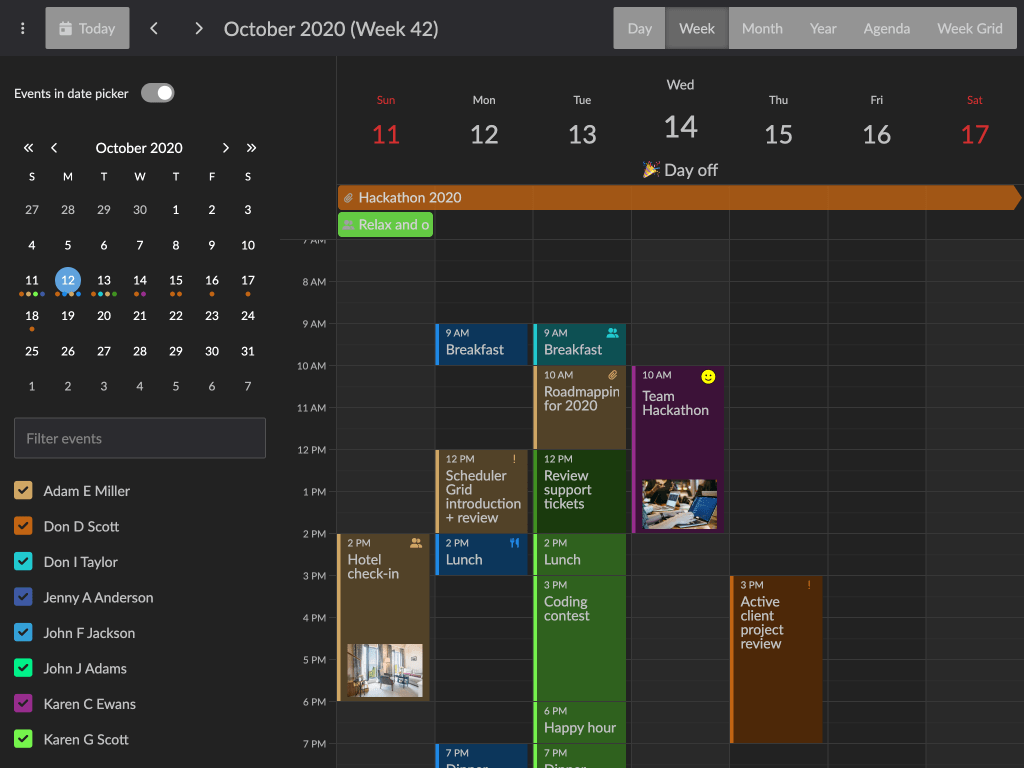 Today
October 2020 (Week 42)
Day
Week
Month
Year
Agenda
Week Grid
Events in date picker
October 2020
S M T W T F S
27 28 29 30 1 2 3
4 5 6 7 8 9 10
11 12 13 14 15 16 17
18 19 20 21 22 23 24
25 26 27 28 29 30 31
1 2 3 4 5 6 7
Filter events
Adam E Miller
Don D Scott
Don I Taylor
Jenny A Anderson
John F Jackson
John J Adams
Karen C Ewans
Karen G Scott
Sun
11
Mon
12
Tue
13
Wed
14
Day off
Thu
15
Fri
16
Sat
17
Hackathon 2020
Relax and o
7 AM
8 AM
9 AM
10 AM
11 AM
12 PM
1 PM
2 PM
3 PM
4 PM
5 PM
6 PM
7 PM
2 PM
Hotel
check-in
9 AM
Breakfast
12 PM
!
Scheduler
Grid
introduction
+ review
2 PM
Lunch
7 PM
Dinner
9 AM
Breakfast
10 AM
Roadmappin
for 2020
12 PM
Review
support
tickets
2 PM
Lunch
3 PM
Coding
contest
6 PM
Happy hour
7 PM
Dinner
10 AM
Team
Hackathon
3 PM
!
Active
client
project
review